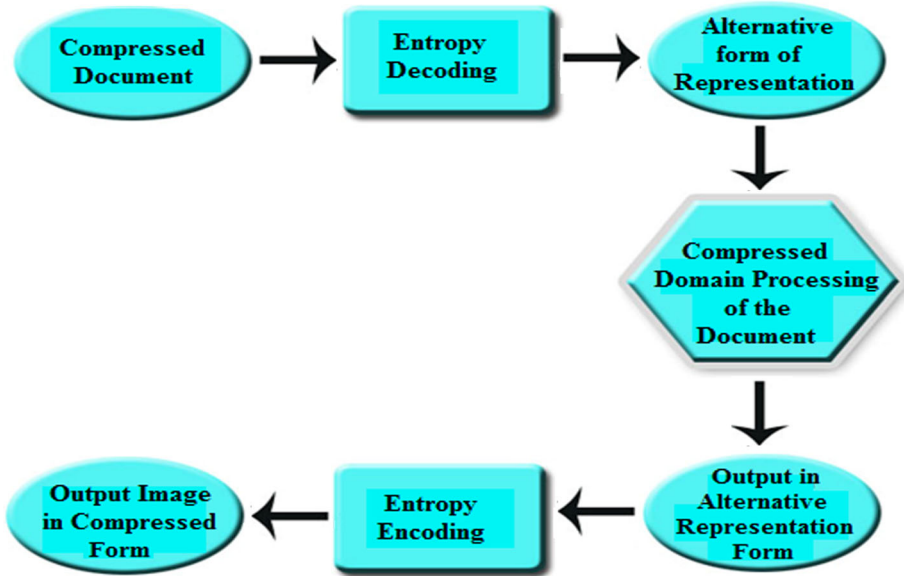 Compressed
Document
Entropy
Decoding
Alternative
form of
Representation
Compressed
Domain Processing
of the
Document
Output in
Alternative
Representation
Form
Entropy
Encoding
Output Image
in Compressed
Form